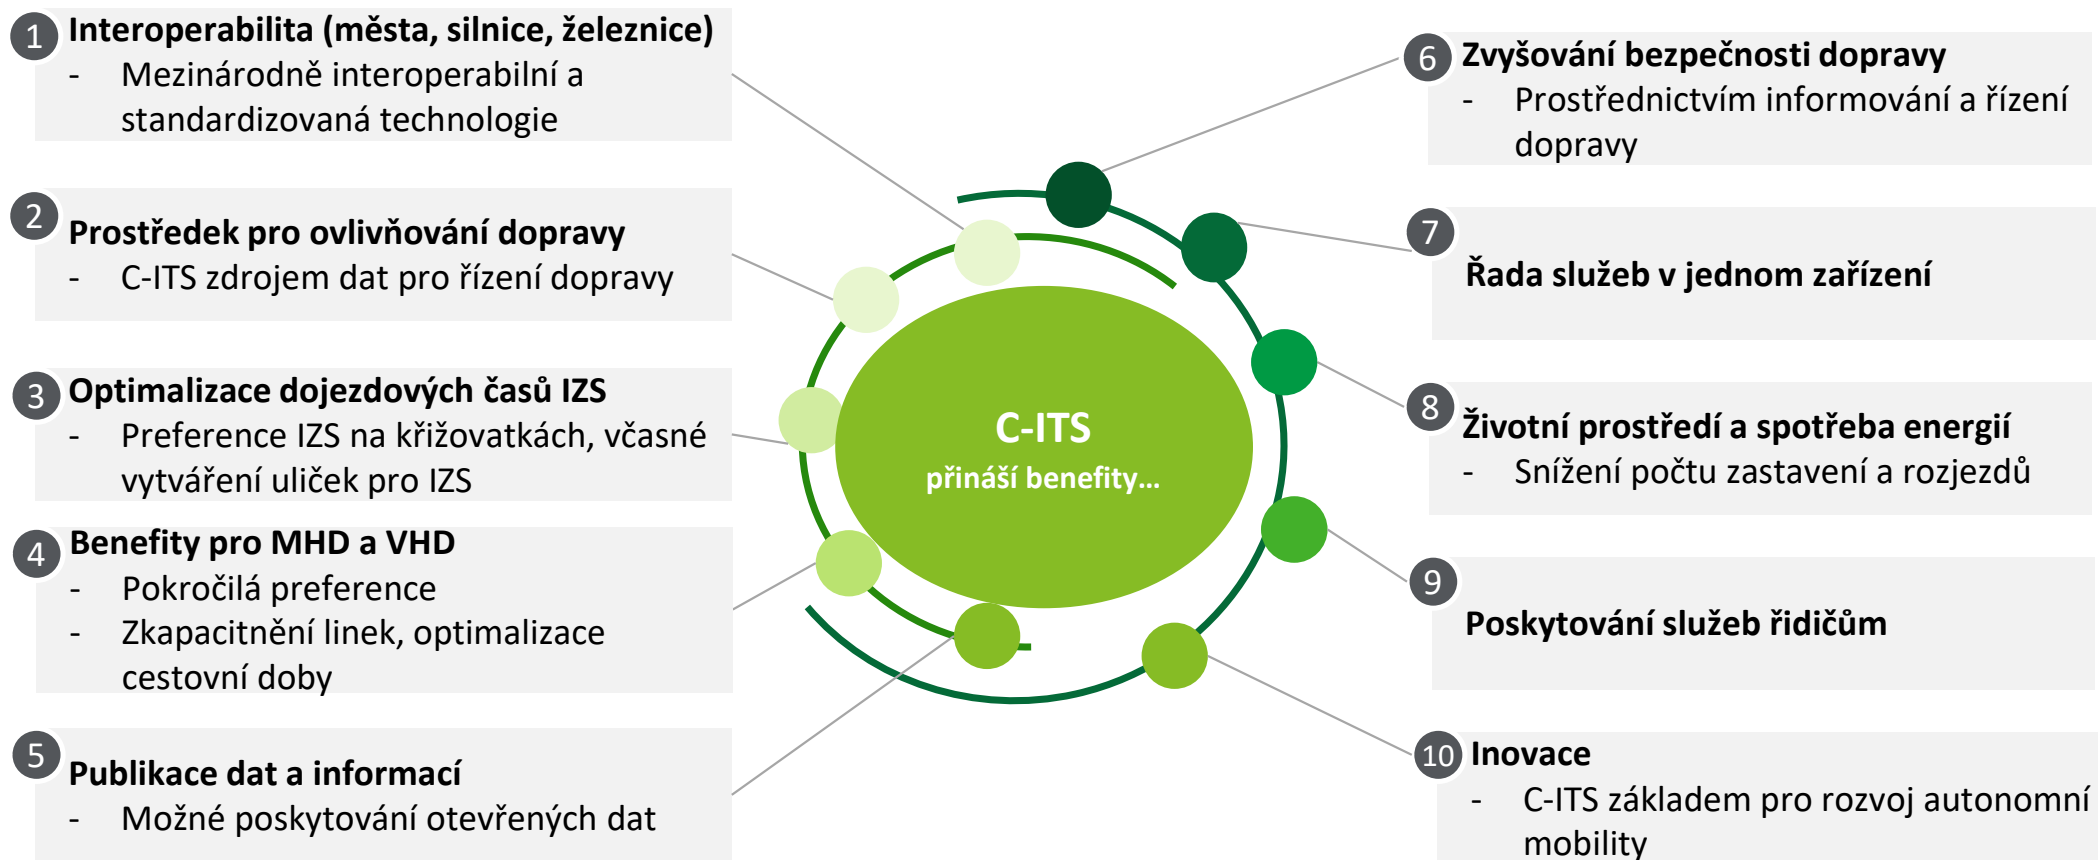 1
Interoperabilita (města, silnice, železnice)
- Mezinárodně interoperabilní a
standardizovaná technologie
2
Prostředek pro ovlivňování dopravy
- C-ITS zdrojem dat pro řízení dopravy
3
Optimalizace dojezdových časů IZS
- Preference IZS na křižovatkách, včasné
vytváření uliček pro IZS
4
Benefity pro MHD a VHD
- Pokročilá preference
- Zkapacitnění linek, optimalizace
cestovní doby
5
Publikace dat a informací
- Možné poskytování otevřených dat
C-ITS
přináší benefity...
6
Zvyšování bezpečnosti dopravy
- Prostřednictvím informování a řízení
dopravy
7
Řada služeb v jednom zařízení
8
Životní prostředí a spotřeba energií
- Snížení počtu zastavení a rozjezdů
9
Poskytování služeb řidičům
10
Inovace
- C-ITS základem pro rozvoj autonomní
mobility